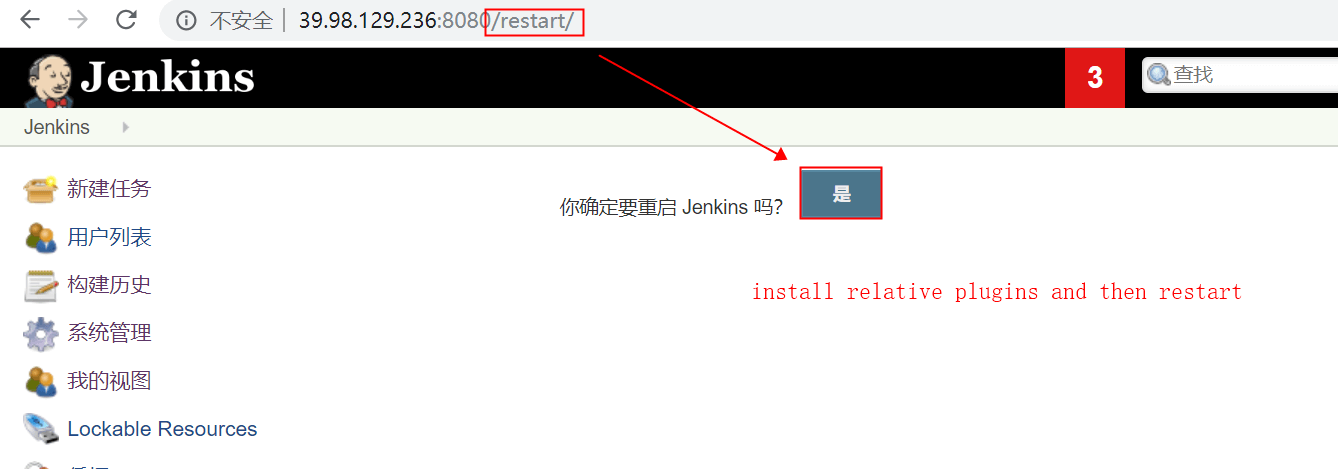 不安全 39.98.129.236:8080/restart/
Jenkins
3
查找
Jenkins
新建任务
用户列表
构建历史
系统管理
我的视图
Lockable Resources
你确定要重启 Jenkins 吗?
是
install relative plugins and then restart